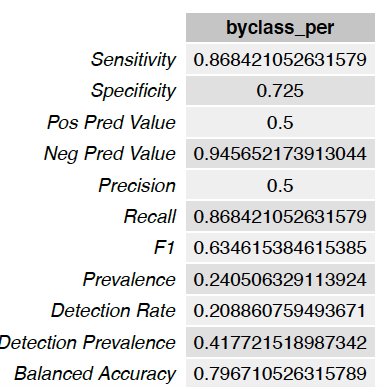 byclass_per
Sensitivity 0.868421052631579
Specificity 0.725
Pos Pred Value 0.5
Neg Pred Value 0.945652173913044
Precision 0.5
Recall 0.868421052631579
F1 0.634615384615385
Prevalence 0.240506329113924
Detection Rate 0.208860759493671
Detection Prevalence 0.417721518987342
Balanced Accuracy 0.796710526315789